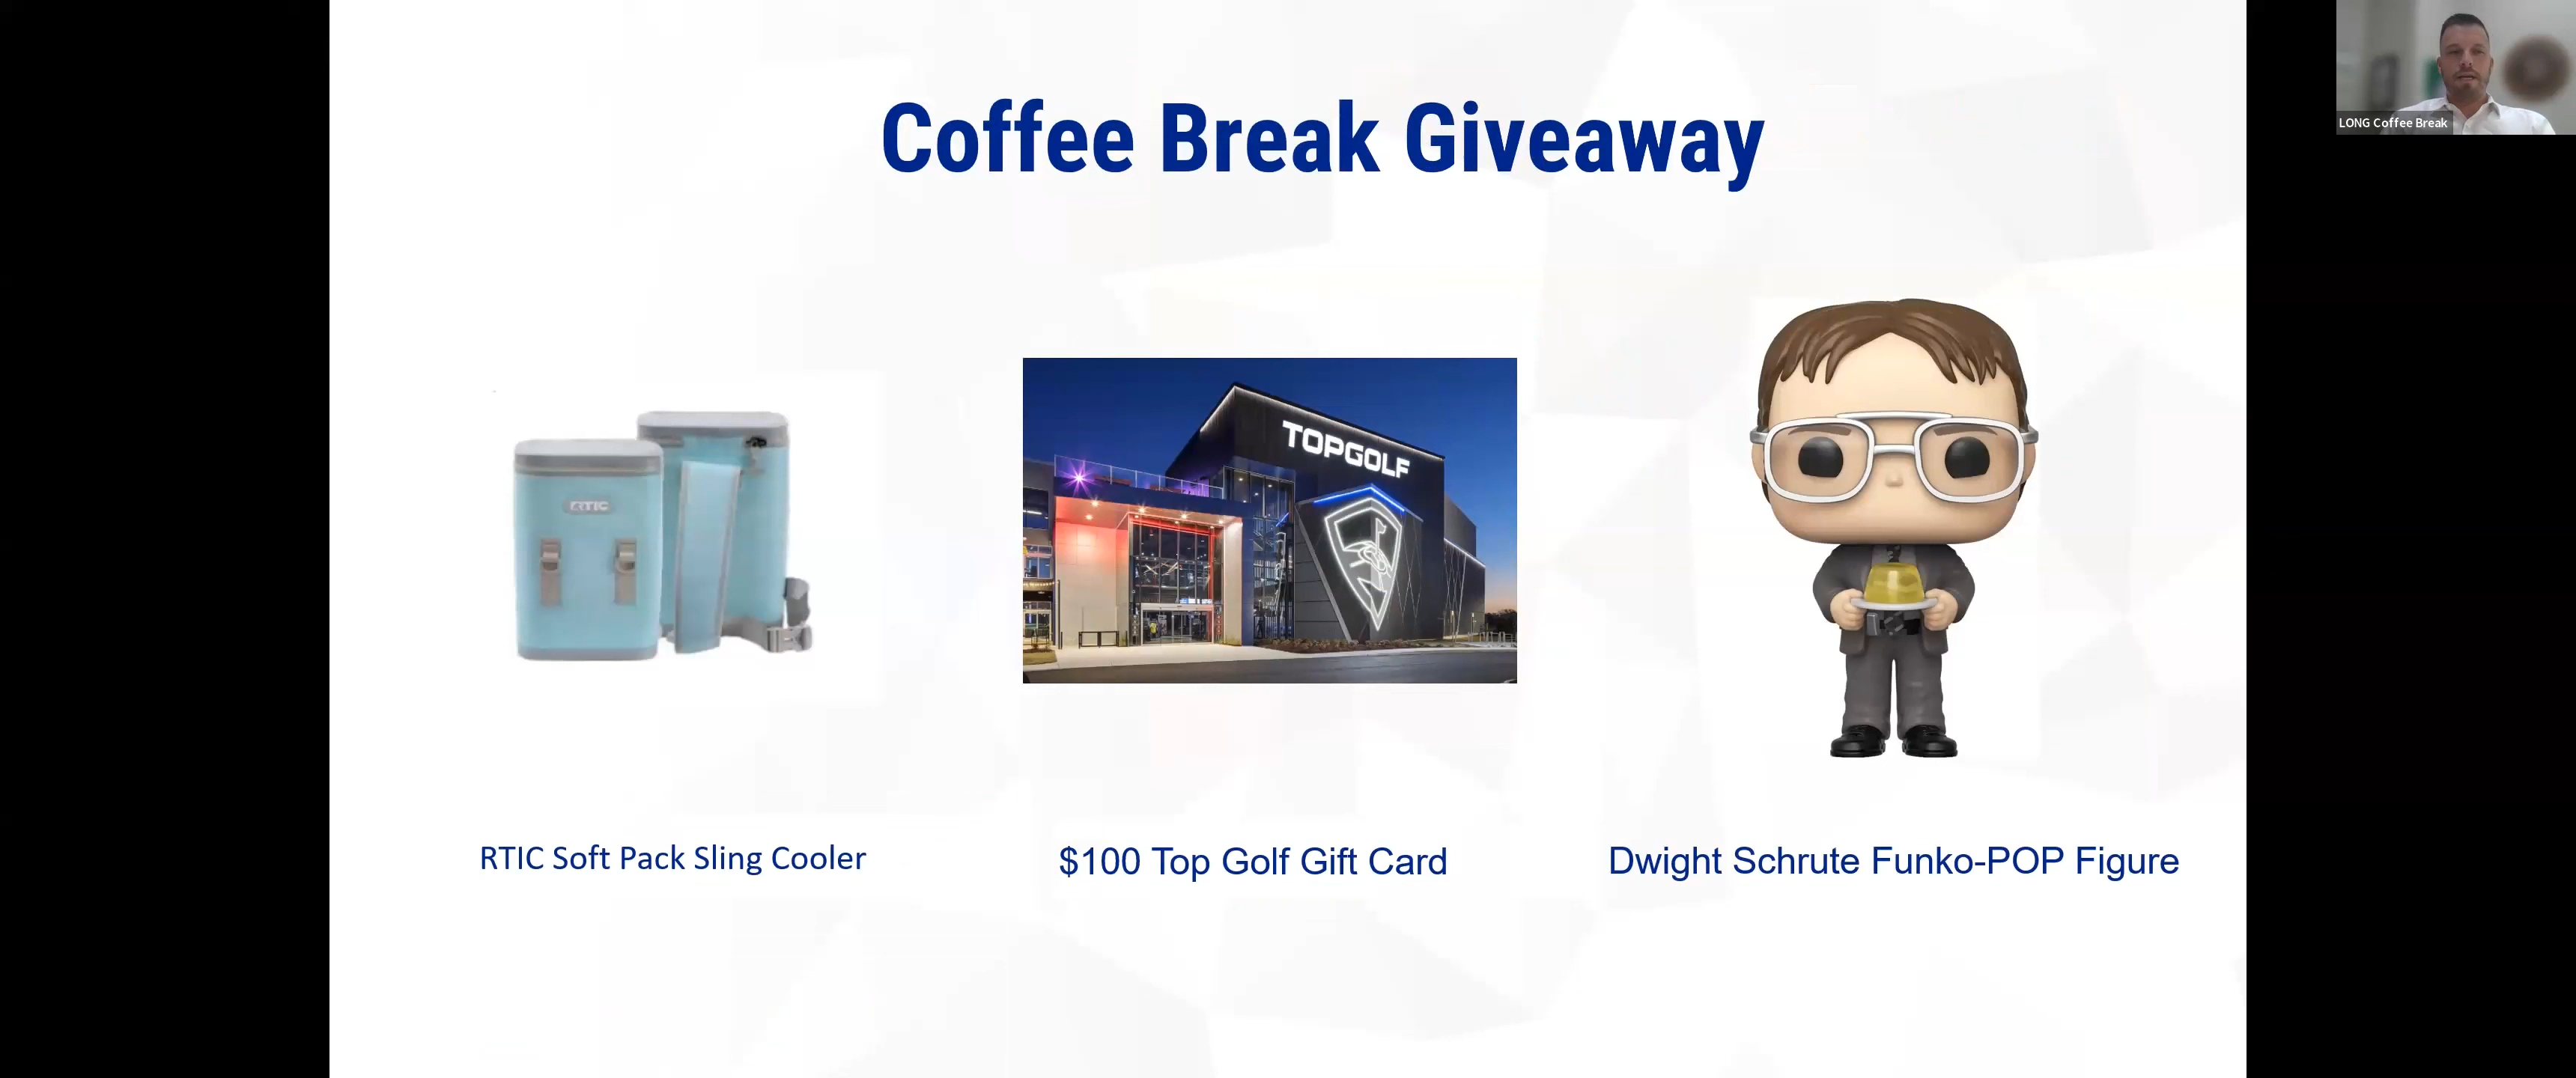 Coffee Break Giveaway
LONG Coffee Break
RTIC
TOPGOLF
RTIC Soft Pack Sling Cooler
$100 Top Golf Gift Card
Dwight Schrute Funko-POP Figure